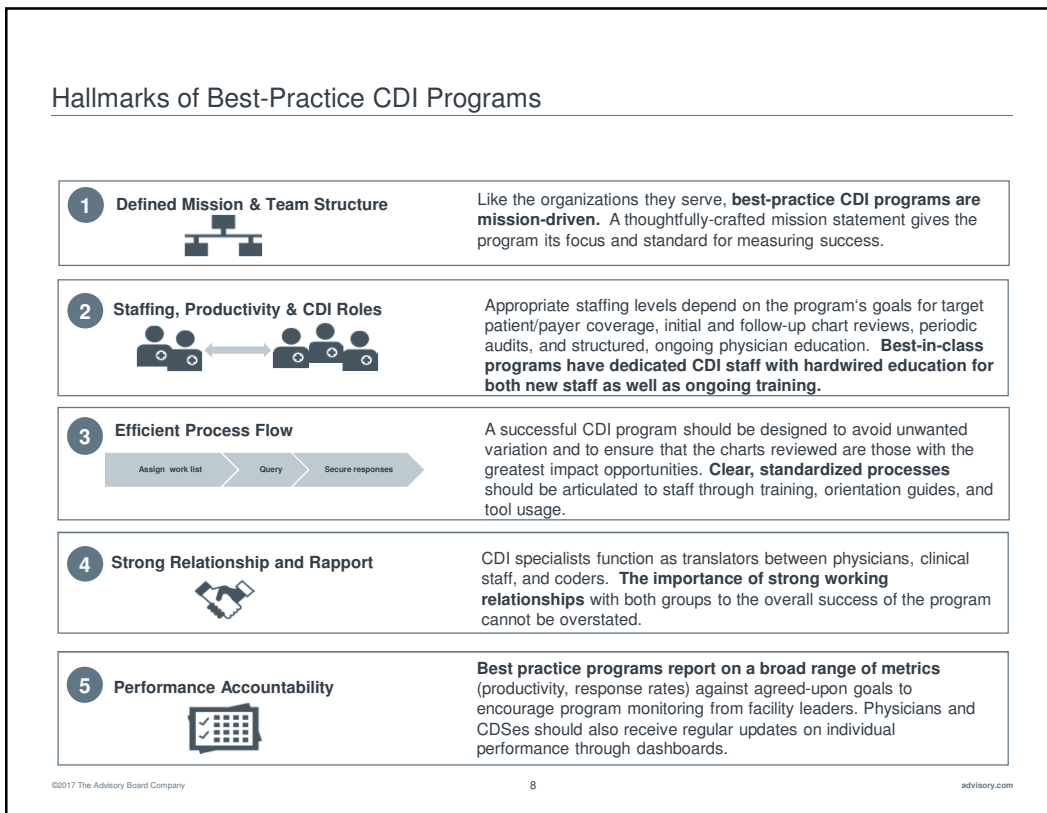 Hallmarks of Best-Practice CDI Programs
1
Defined Mission & Team Structure
Like the organizations they serve, best-practice CDI programs are
mission-driven. A thoughtfully-crafted mission statement gives the
program its focus and standard for measuring success.
2
Staffing, Productivity & CDI Roles
Appropriate staffing levels depend on the program‘s goals for target
patient/payer coverage, initial and follow-up chart reviews, periodic
audits, and structured, ongoing physician education. Best-in-class
programs have dedicated CDI staff with hardwired education for
both new staff as well as ongoing training.
3
Efficient Process Flow
Assign work list
Query
Secure responses
A successful CDI program should be designed to avoid unwanted
variation and to ensure that the charts reviewed are those with the
greatest impact opportunities. Clear, standardized processes
should be articulated to staff through training, orientation guides, and
tool usage.
4
Strong Relationship and Rapport
CDI specialists function as translators between physicians, clinical
staff, and coders. The importance of strong working
relationships with both groups to the overall success of the program
cannot be overstated.
5
Performance Accountability
Best practice programs report on a broad range of metrics
(productivity, response rates) against agreed-upon goals to
encourage program monitoring from facility leaders. Physicians and
CDSes should also receive regular updates on individual
performance through dashboards.
©2017 The Advisory Board Company
8
advisory.com